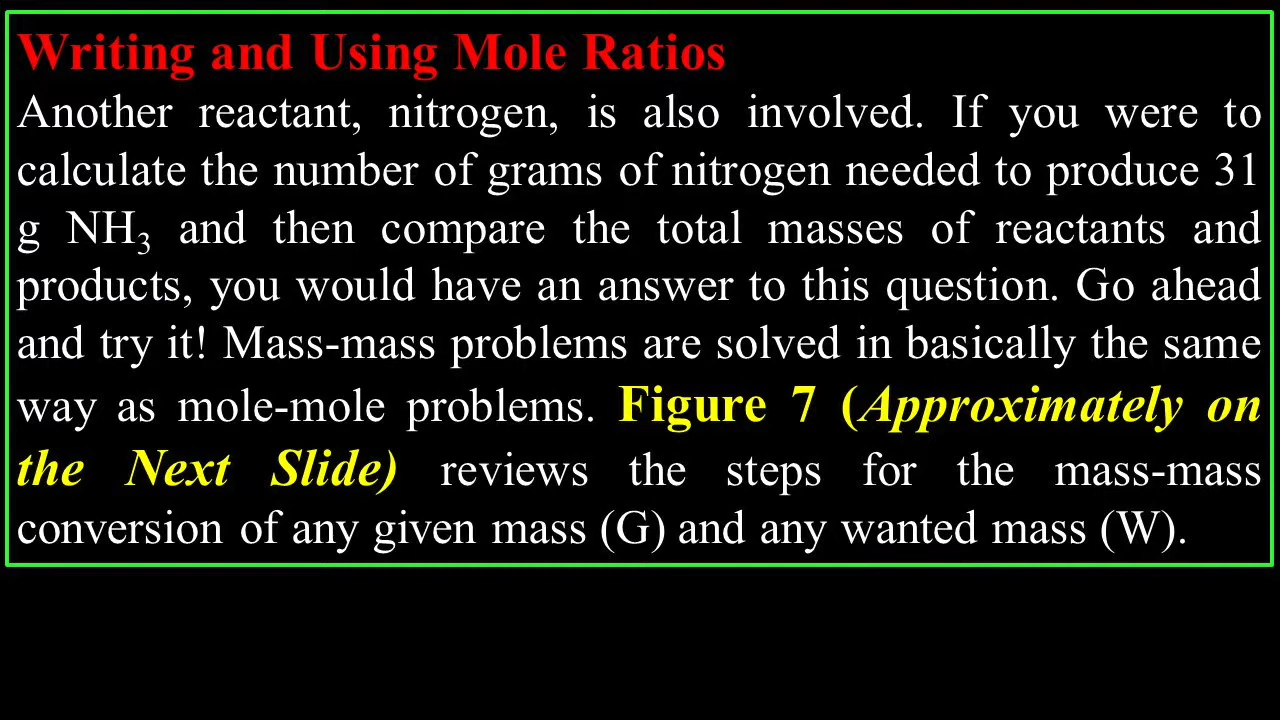 Writing and Using Mole Ratios
Another reactant, nitrogen, is also involved. If you were to
calculate the number of grams of nitrogen needed to produce 31
g NH₃ and then compare the total masses of reactants and
products, you would have an answer to this question. Go ahead
and try it! Mass-mass problems are solved in basically the same
way as mole-mole problems. Figure 7 (Approximately on
the Next Slide) reviews the steps for the mass-mass
conversion of any given mass (G) and any wanted mass (W).